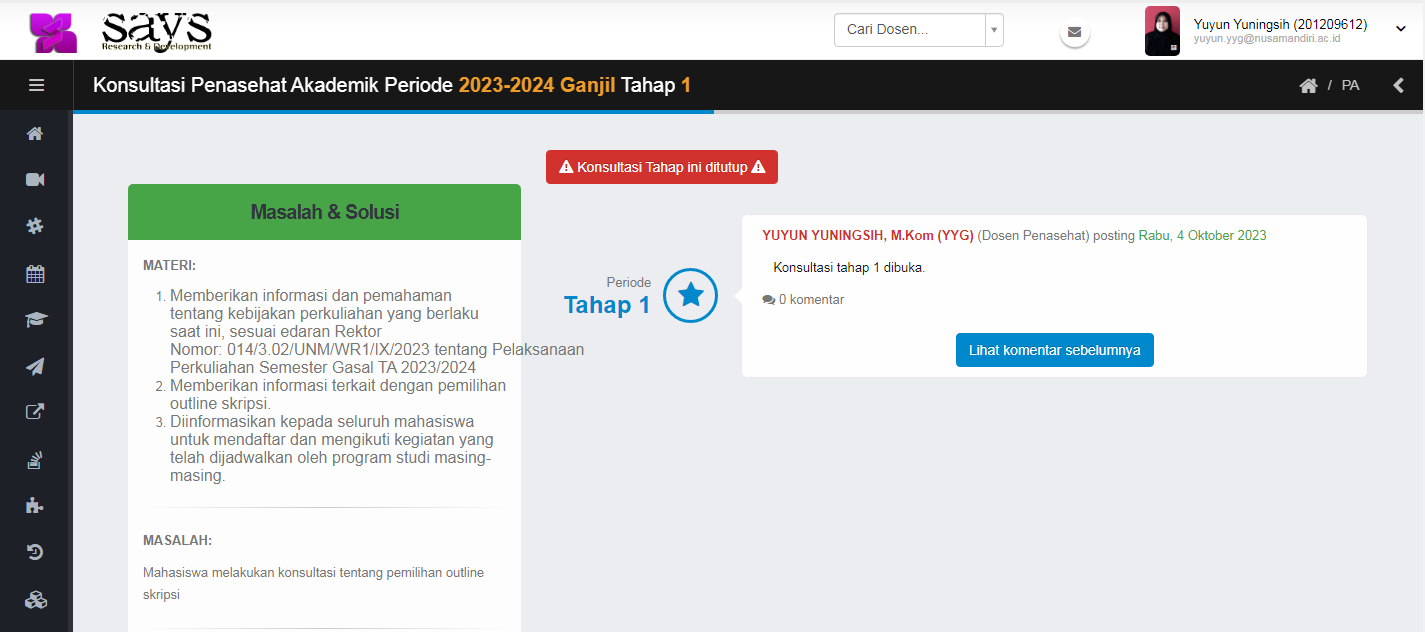 says
Research & Development
Cari Dosen...
Yuyun Yuningsih (201209612)
yuyun.yyg@nusamandiri.ac.id
Konsultasi Penasehat Akademik Periode 2023-2024 Ganjil Tahap 1
/ PA
Konsultasi Tahap ini ditutup
Masalah & Solusi
MATERI:
1. Memberikan informasi dan pemahaman
tentang kebijakan perkuliahan yang berlaku
saat ini, sesuai edaran Rektor
Nomor: 014/3.02/UNM/WR1/IX/2023 tentang Pelaksanaan
Perkuliahan Semester Gasal TA 2023/2024
2. Memberikan informasi terkait dengan pemilihan
outline skripsi.
3. Diinformasikan kepada seluruh mahasiswa
untuk mendaftar dan mengikuti kegiatan yang
telah dijadwalkan oleh program studi masing-
masing.
MASALAH:
Mahasiswa melakukan konsultasi tentang pemilihan outline
skripsi
Periode
Tahap 1
YUYUN YUNINGSIH, M.Kom (YYG) (Dosen Penasehat) posting Rabu, 4 Oktober 2023
Konsultasi tahap 1 dibuka.
0 komentar
Lihat komentar sebelumnya